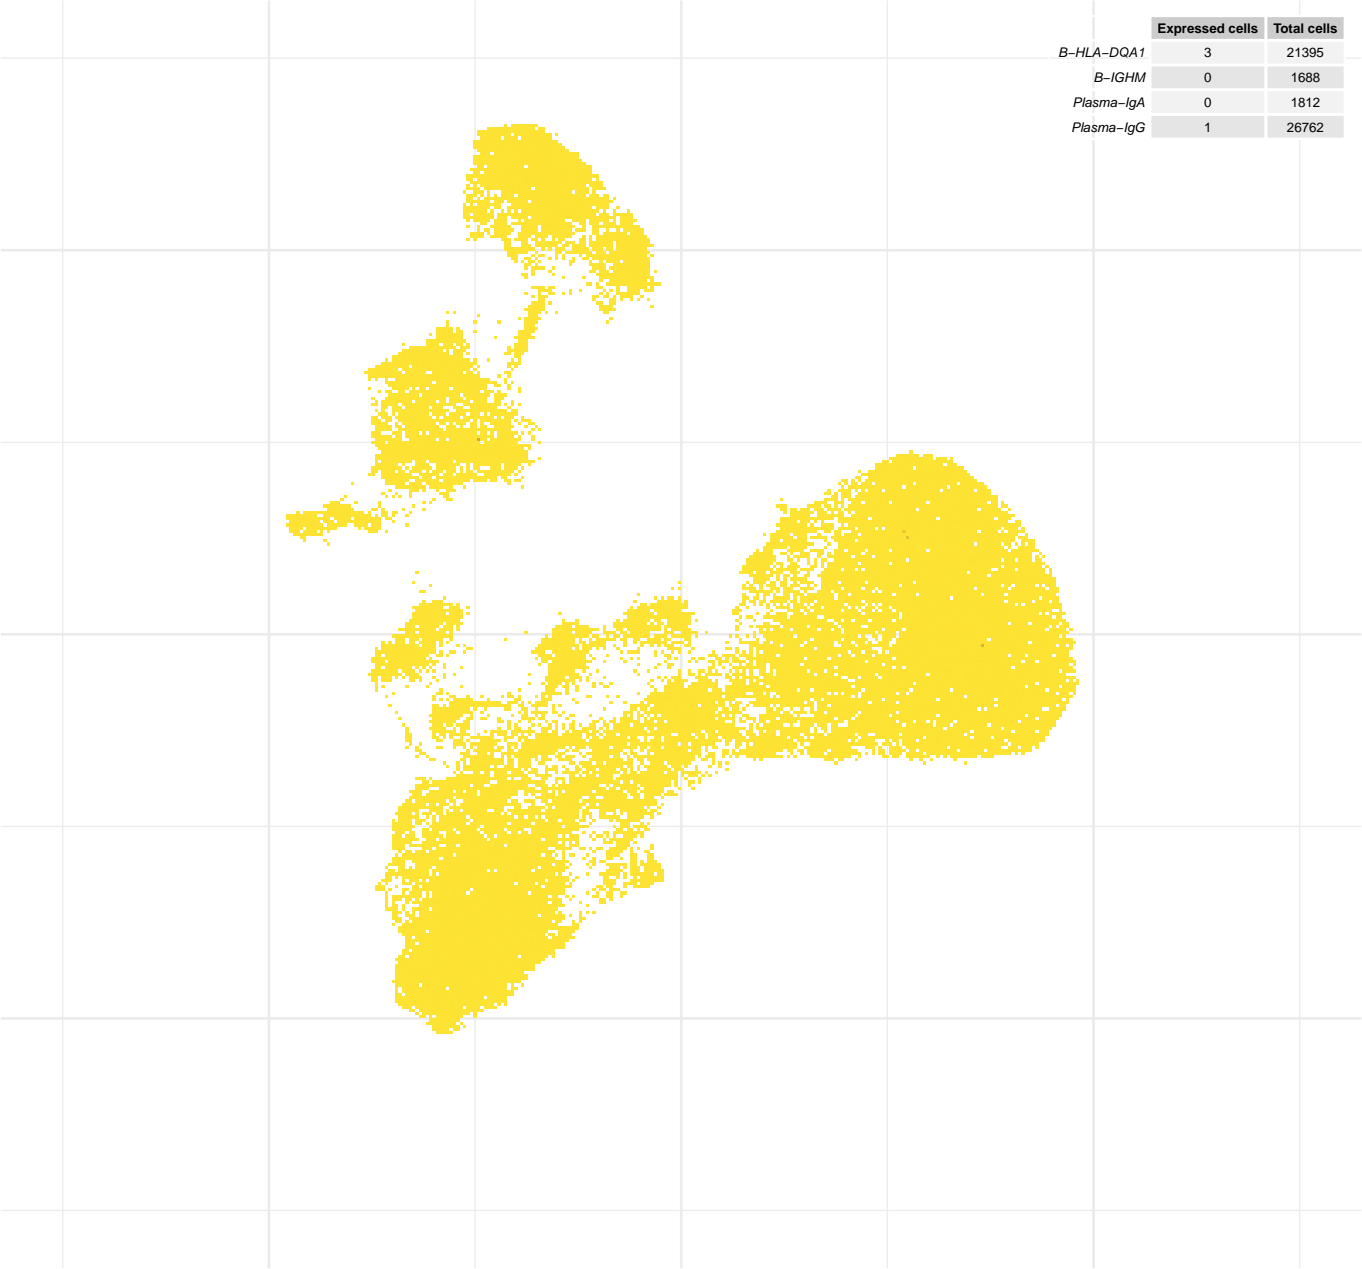 Expressed cells Total cells
B−HLA−DQA1 3 21395
B−IGHM 0 1688
Plasma−IgA 0 1812
Plasma−IgG 1 26762